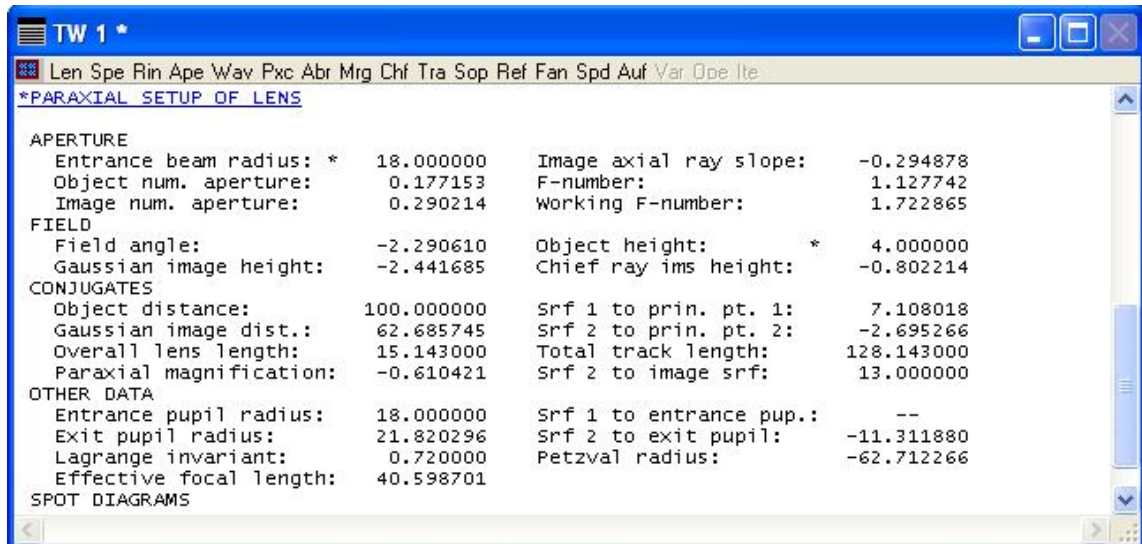 TW 1 *
Len Spe Rin Ape Wav Pxc Abr Mrg Chf Tra Sop Ref Fan Spd Auf Var Ope Ite
*PARAXIAL SETUP OF LENS
APERTURE
Entrance beam radius: * 18.000000 Image axial ray slope: -0.294878
Object num. aperture: 0.177153 F-number: 1.127742
Image num. aperture: 0.290214 Working F-number: 1.722865
FIELD
Field angle: -2.290610 Object height: * 4.000000
Gaussian image height: -2.441685 Chief ray ims height: -0.802214
CONJUGATES
Object distance: 100.000000 Srf 1 to prin. pt. 1: 7.108018
Gaussian image dist.: 62.685745 Srf 2 to prin. pt. 2: -2.695266
Overall lens length: 15.143000 Total track length: 128.143000
Paraxial magnification: -0.610421 Srf 2 to image srf: 13.000000
OTHER DATA
Entrance pupil radius: 18.000000 Srf 1 to entrance pup.: --
Exit pupil radius: 21.820296 Srf 2 to exit pupil: -11.311880
Lagrange invariant: 0.720000 Petzval radius: -62.712266
Effective focal length: 40.598701
SPOT DIAGRAMS